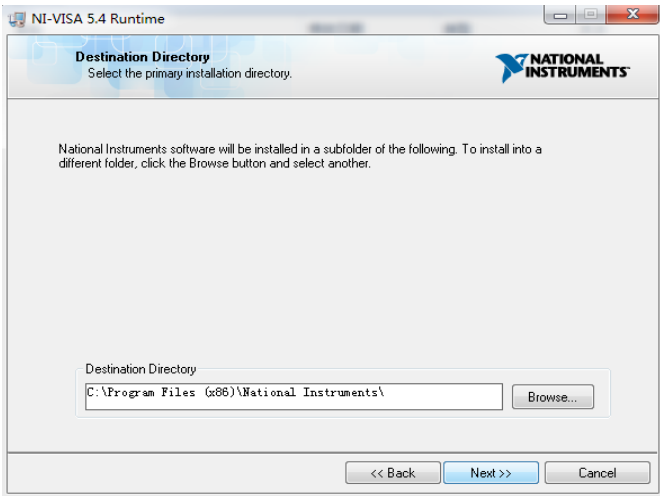 NI-VISA 5.4 Runtime
Destination Directory
Select the primary installation directory.
NATIONAL
INSTRUMENTS
National Instruments software will be installed in a subfolder of the following. To install into a
different folder, click the Browse button and select another.
Destination Directory
C:\Program Files (x86)\National Instruments\
Browse...
<< Back
Next >>
Cancel